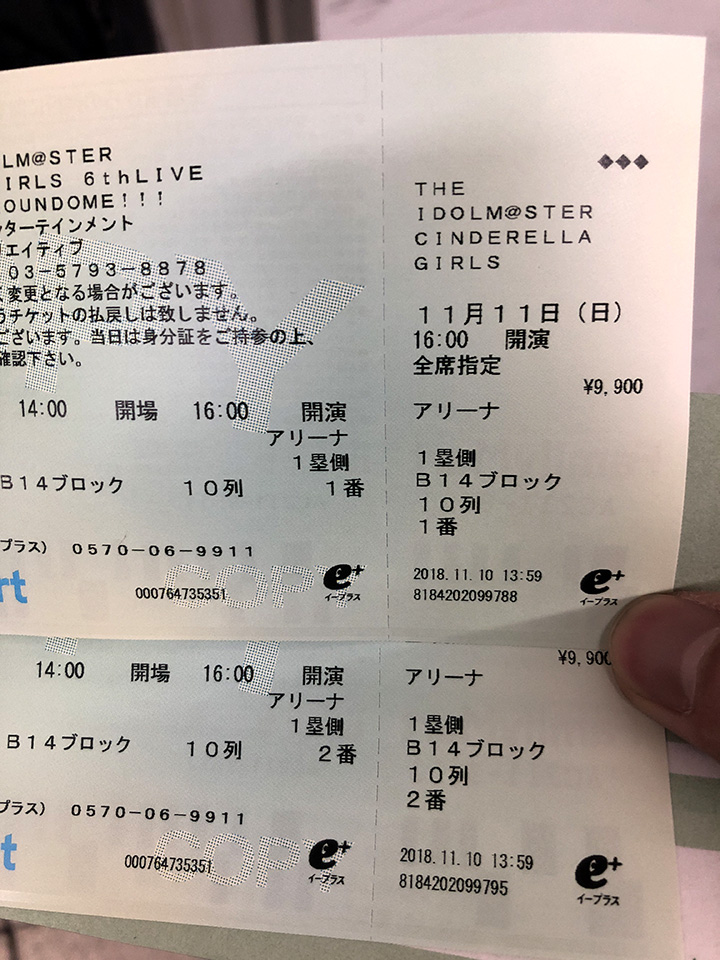 LM@STER
IRLS 6thLIVE
OUNDOME!!!
ターテインメント
エイティブ
03-5793-8878
変更となる場合がございます。
うチケットの払戻しは致しません。
ございます。当日は身分証をご持参の上、
確認下さい。
14:00 開場 16:00 開演
アリーナ
1塁側
B14ブロック 10列 1番
プラス) 0570-06-9911
rt
000764735351
COPY
e+
イープラス
◆◆◆
THE
IDOLM@STER
CINDERELLA
GIRLS
11月11日(日)
16:00 開演
全席指定
¥9,900
アリーナ
1塁側
B14ブロック
10列
1番
2018.11.10 13:59
8184202099788
e+
イープラス
14:00 開場 16:00 開演
アリーナ
1塁側
B14ブロック 10列 2番
プラス) 0570-06-9911
t
000764735351
COPY
e+
イープラス
¥9,900
アリーナ
1塁側
B14ブロック
10列
2番
2018.11.10 13:59
8184202099795
e+
イープラス